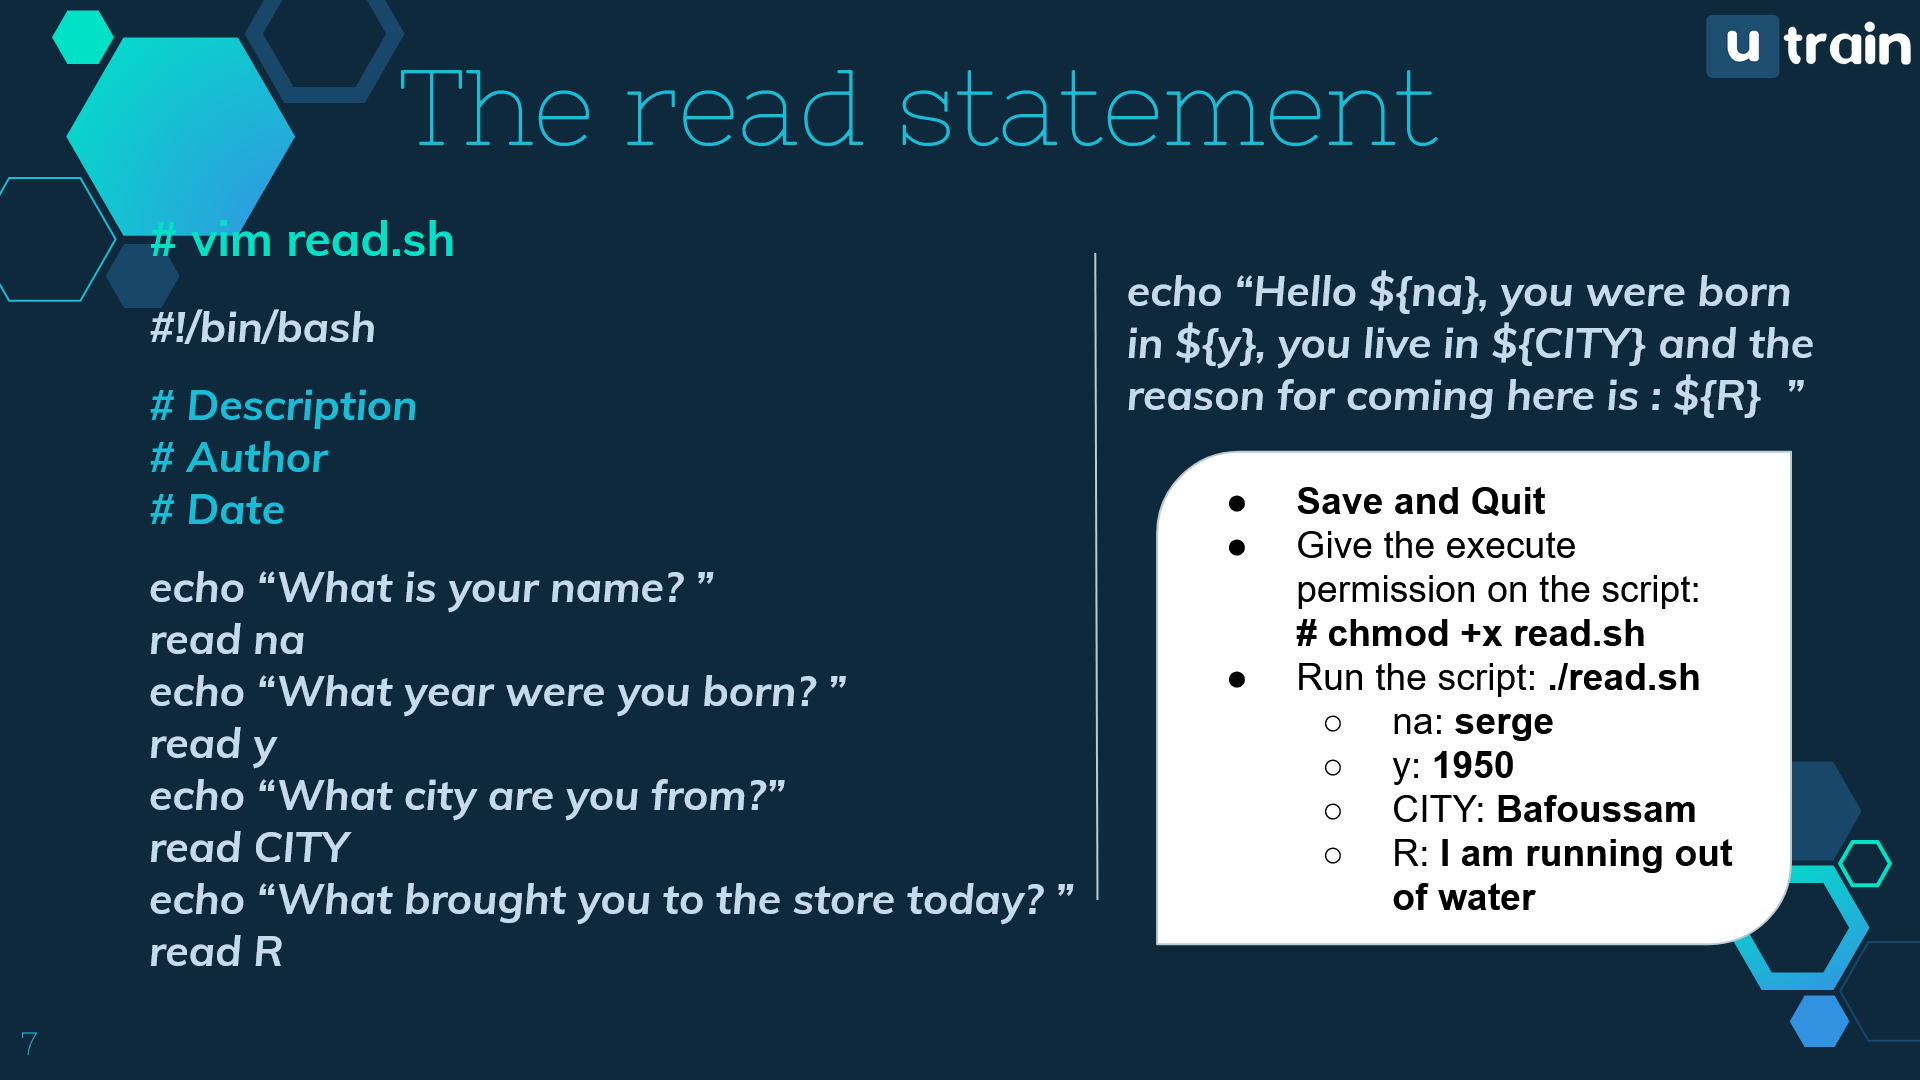 u train
The read statement
# vim read.sh
#!/bin/bash
# Description
# Author
# Date
echo “What is your name? ”
read na
echo “What year were you born? ”
read y
echo “What city are you from?”
read CITY
echo “What brought you to the store today? ”
read R
echo “Hello ${na}, you were born
in ${y}, you live in ${CITY} and the
reason for coming here is : ${R}  ”
● Save and Quit
● Give the execute
permission on the script:
# chmod +x read.sh
● Run the script: ./read.sh
○ na: serge
○ y: 1950
○ CITY: Bafoussam
○ R: I am running out
of water
7